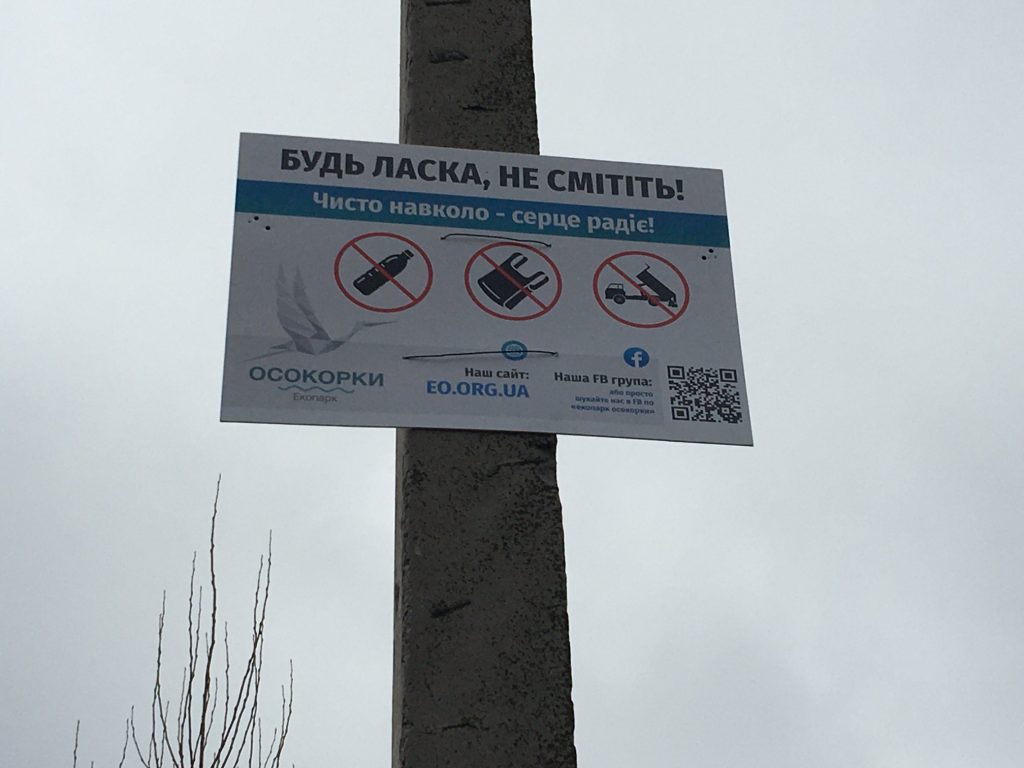 БУДЬ ЛАСКА, НЕ СМІТІТЬ!
Чисто навколо - серце радіє!
ОСОКОРКИ
Екопарк
Наш сайт:
EO.ORG.UA
Наша FB група:
або просто
шукайте нас в FB по
«екопарк осокорки»